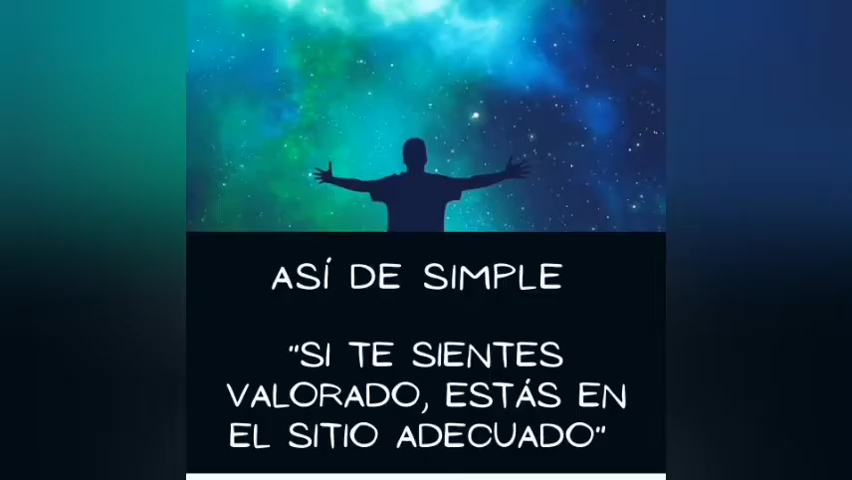 ASÍ DE SIMPLE
"SI TE SIENTES
VALORADO, ESTÁS EN
EL SITIO ADECUADO"